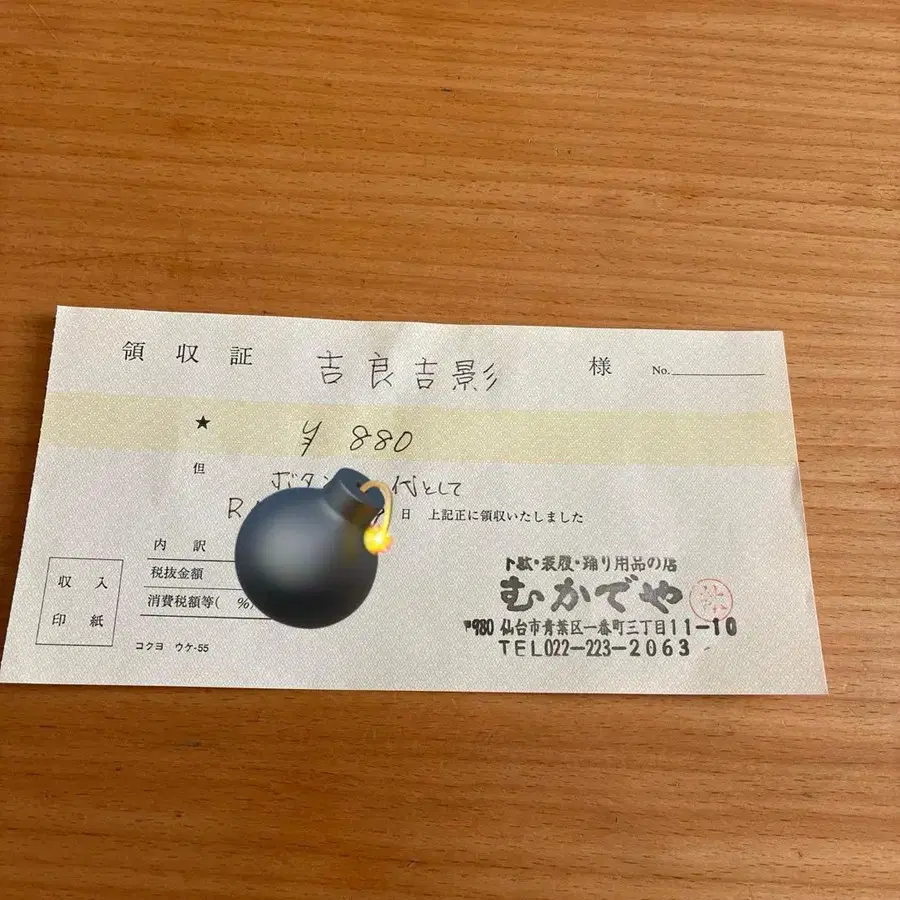 領収証 吉良吉影 様 No.
★ ¥880
但 ボタン 代として
R 日 上記正に領収いたしました
内訳
税抜金額
消費税額等( %)
収入
印紙
コクヨ ウケ-55
下駄・装履・踊り用品の店
むかでや
〒980 仙台市青葉区一番町三丁目11-10
TEL022-223-2063